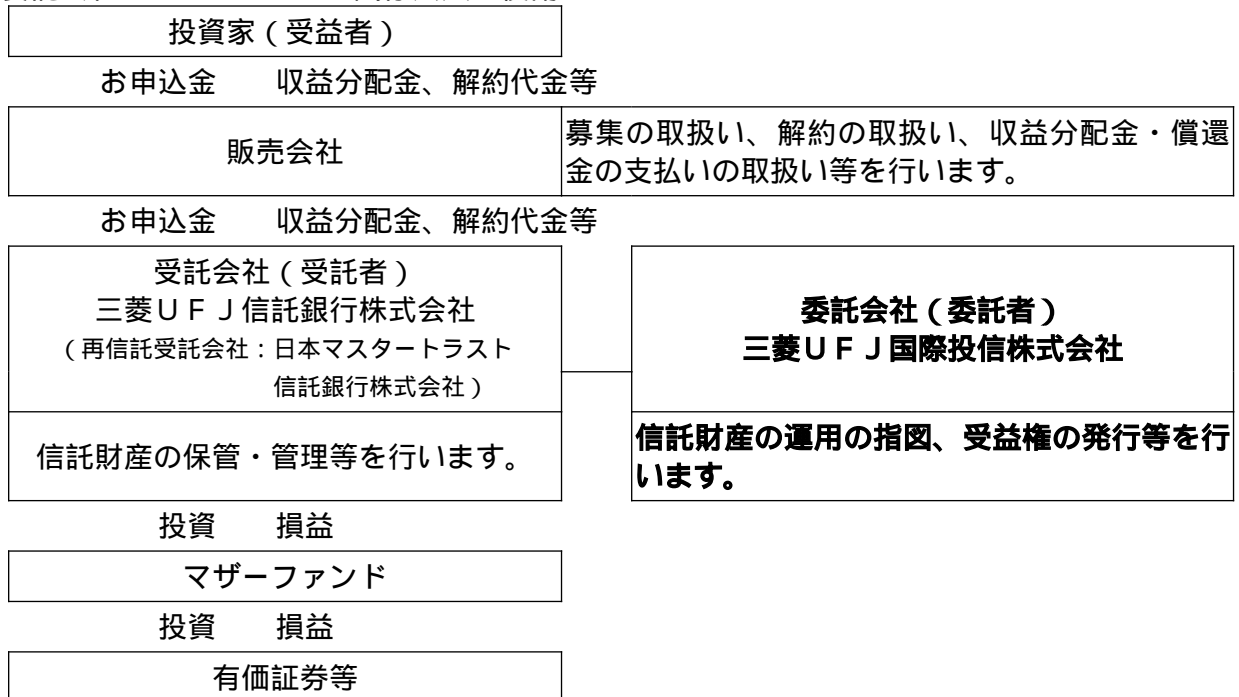 投資家（受益者）
お申込金　　収益分配金、解約代金等
販売会社
募集の取扱い、解約の取扱い、収益分配金・償還
金の支払いの取扱い等を行います。
お申込金　　収益分配金、解約代金等
受託会社（受託者）
三菱ＵＦＪ信託銀行株式会社
（再信託受託会社：日本マスタートラスト
信託銀行株式会社）
委託会社（委託者）
三菱ＵＦＪ国際投信株式会社
信託財産の保管・管理等を行います。
信託財産の運用の指図、受益権の発行等を行
います。
投資　　損益
マザーファンド
投資　　損益
有価証券等